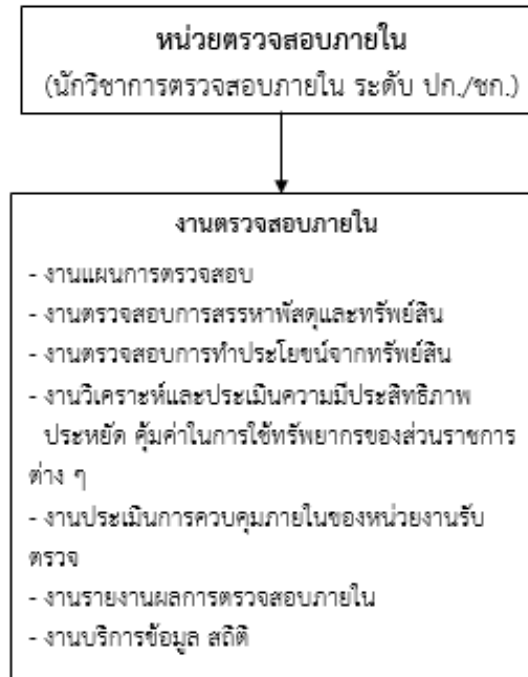 หน่วยตรวจสอบภายใน
(นักวิชาการตรวจสอบภายใน ระดับ ปก./ชก.)
งานตรวจสอบภายใน
- งานแผนการตรวจสอบ
- งานตรวจสอบการสรรหาพัสดุและทรัพย์สิน
- งานตรวจสอบการทำประโยชน์จากทรัพย์สิน
- งานวิเคราะห์และประเมินความมีประสิทธิภาพ
ประหยัด คุ้มค่าในการใช้ทรัพยากรของส่วนราชการ
ต่าง ๆ
- งานประเมินการควบคุมภายในของหน่วยงานรับ
ตรวจ
- งานรายงานผลการตรวจสอบภายใน
- งานบริการข้อมูล สถิติ